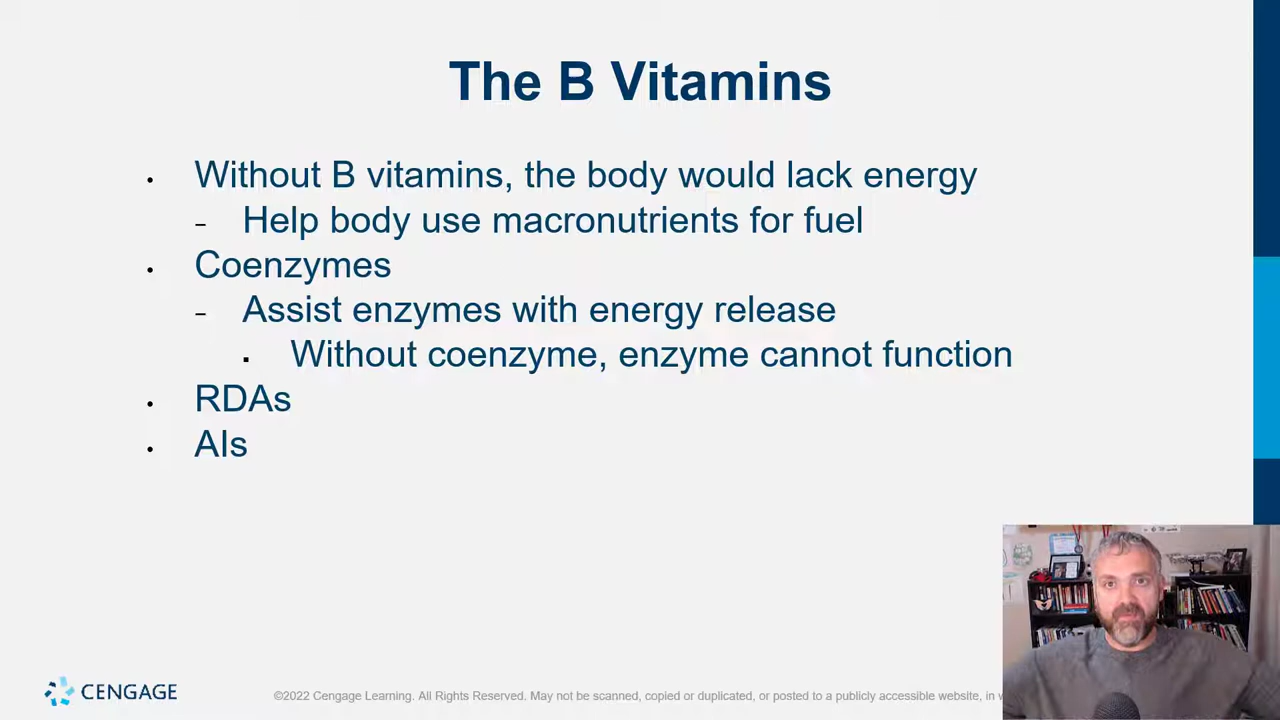 The B Vitamins
• Without B vitamins, the body would lack energy
– Help body use macronutrients for fuel
• Coenzymes
– Assist enzymes with energy release
▪ Without coenzyme, enzyme cannot function
• RDAs
• AIs
CENGAGE
©2022 Cengage Learning. All Rights Reserved. May not be scanned, copied or duplicated, or posted to a publicly accessible website, in